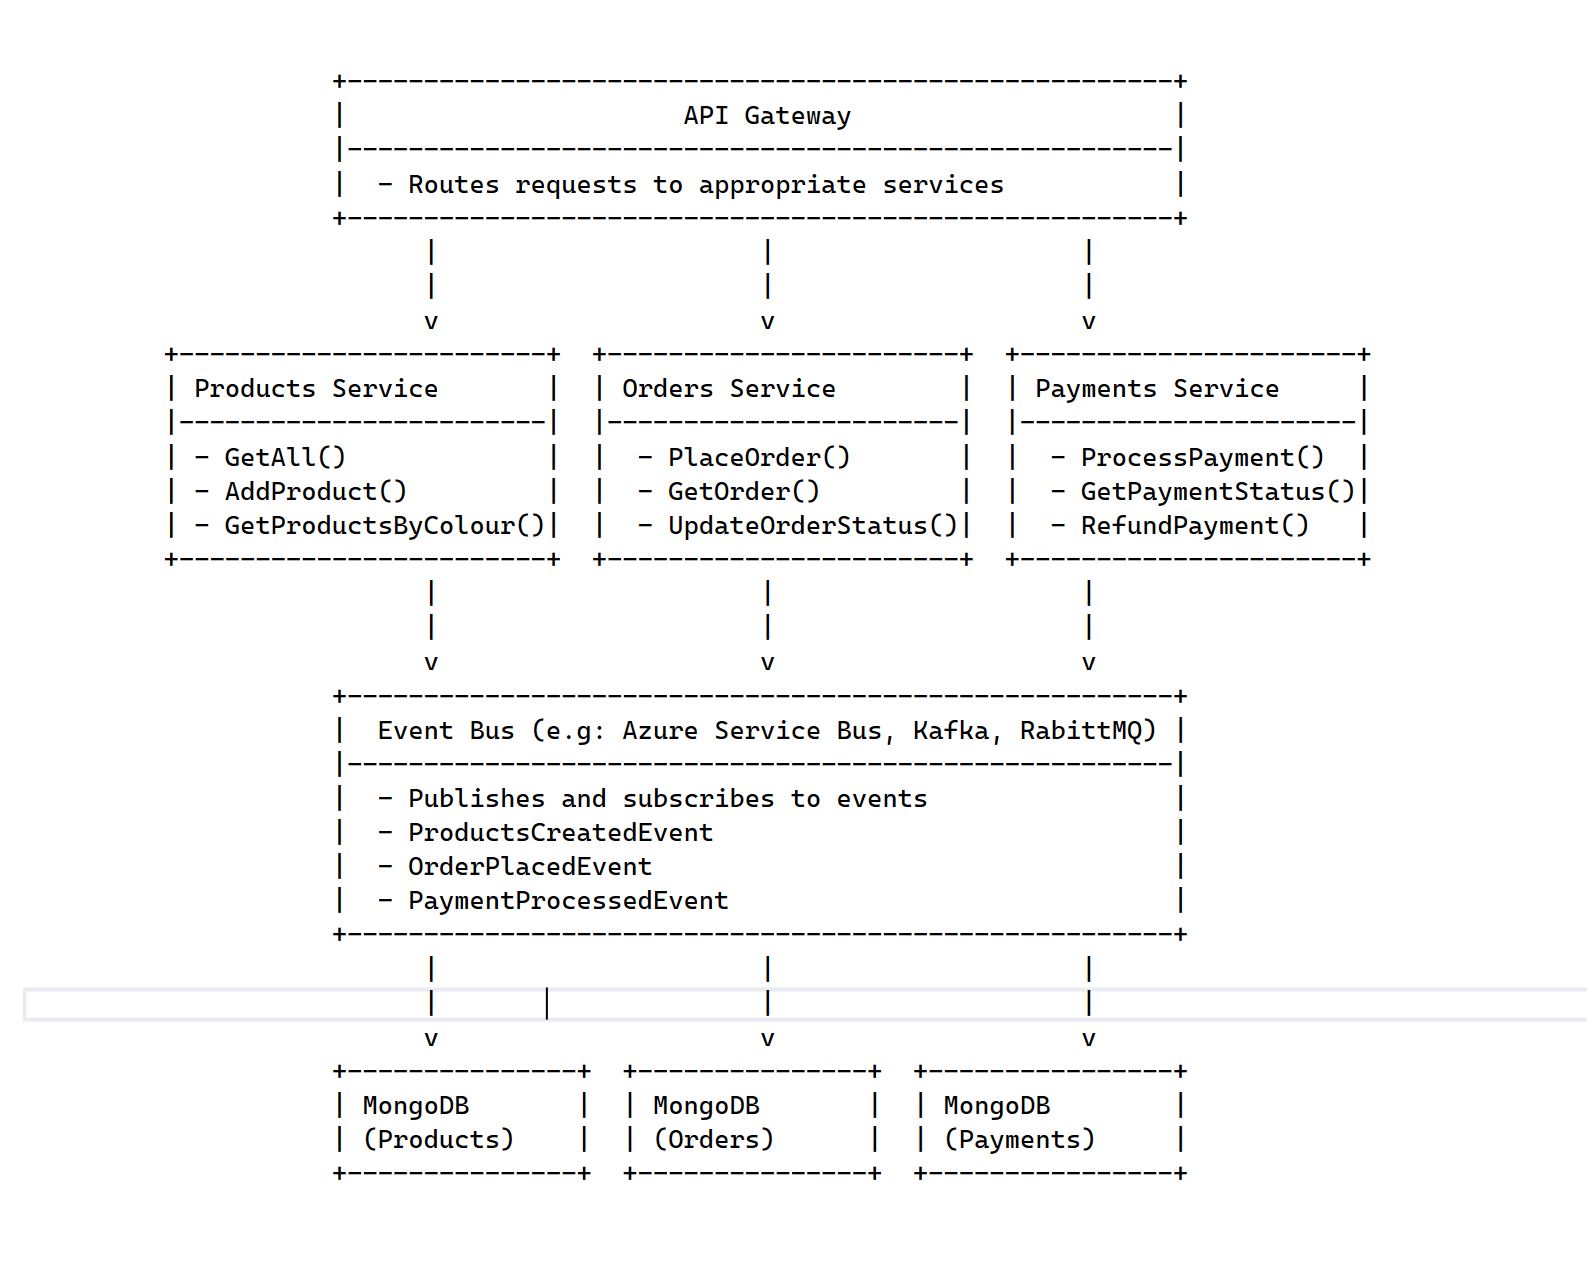 API Gateway
- Routes requests to appropriate services
Products Service
- GetAll()
- AddProduct()
- GetProductsByColour()
Orders Service
- PlaceOrder()
- GetOrder()
- UpdateOrderStatus()
Payments Service
- ProcessPayment()
- GetPaymentStatus()
- RefundPayment()
Event Bus (e.g: Azure Service Bus, Kafka, RabittMQ)
- Publishes and subscribes to events
- ProductsCreatedEvent
- OrderPlacedEvent
- PaymentProcessedEvent
MongoDB
(Products)
MongoDB
(Orders)
MongoDB
(Payments)